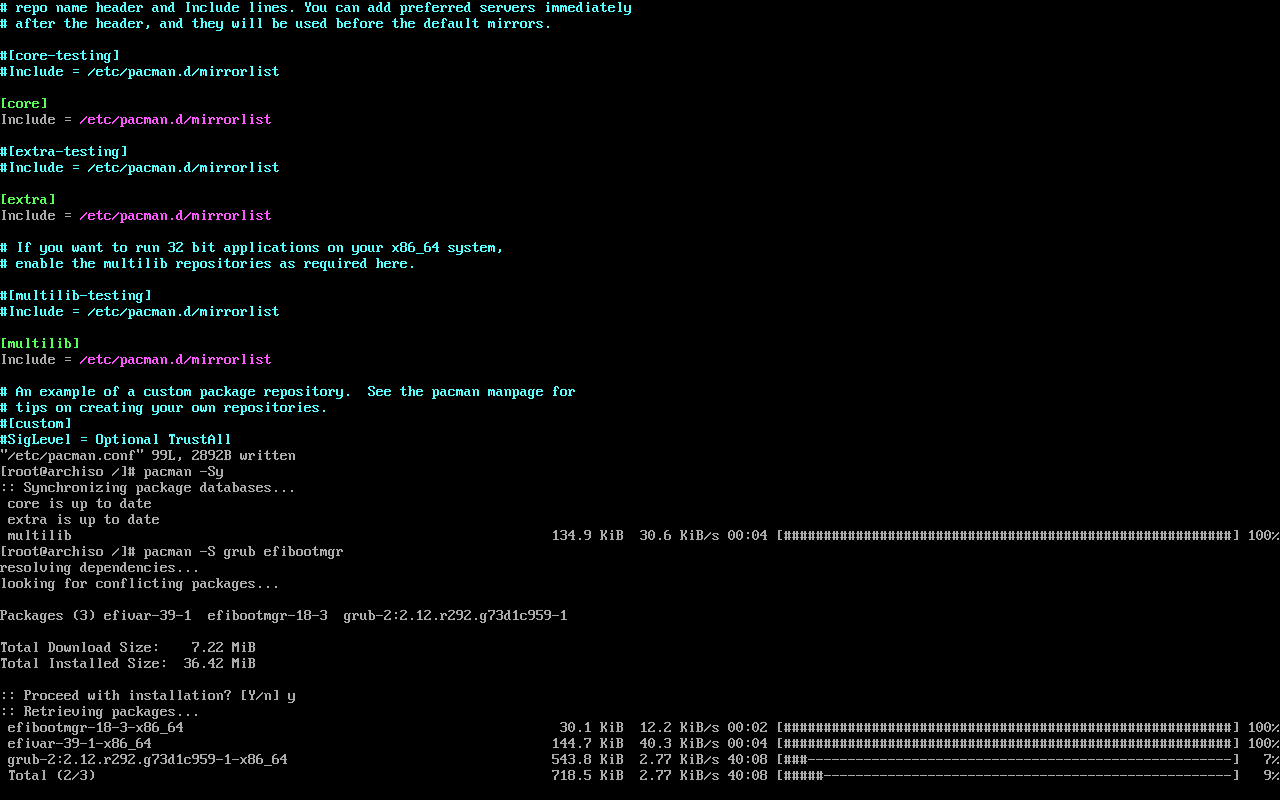 # repo name header and Include lines. You can add preferred servers immediately
# after the header, and they will be used before the default mirrors.
#[core-testing]
#Include = /etc/pacman.d/mirrorlist
[core]
Include = /etc/pacman.d/mirrorlist
#[extra-testing]
#Include = /etc/pacman.d/mirrorlist
[extra]
Include = /etc/pacman.d/mirrorlist
# If you want to run 32 bit applications on your x86_64 system,
# enable the multilib repositories as required here.
#[multilib-testing]
#Include = /etc/pacman.d/mirrorlist
[multilib]
Include = /etc/pacman.d/mirrorlist
# An example of a custom package repository.  See the pacman manpage for
# tips on creating your own repositories.
#[custom]
#SigLevel = Optional TrustAll
"/etc/pacman.conf" 99L, 2892B written
[root@archiso /]# pacman -Sy
:: Synchronizing package databases...
 core is up to date
 extra is up to date
 multilib 134.9 KiB  30.6 KiB/s 00:04 [########################################################] 100%
[root@archiso /]# pacman -S grub efibootmgr
resolving dependencies...
looking for conflicting packages...
Packages (3) efivar-39-1  efibootmgr-18-3  grub-2:2.12.r292.g73d1c959-1
Total Download Size:    7.22 MiB
Total Installed Size:  36.42 MiB
:: Proceed with installation? [Y/n] y
:: Retrieving packages...
 efibootmgr-18-3-x86_64 30.1 KiB  12.2 KiB/s 00:02 [########################################################] 100%
 efivar-39-1-x86_64 144.7 KiB  40.3 KiB/s 00:04 [########################################################] 100%
 grub-2:2.12.r292.g73d1c959-1-x86_64 543.8 KiB  2.77 KiB/s 40:08 [###-----------------------------------------------------]   7%
 Total (2/3) 718.5 KiB  2.77 KiB/s 40:08 [#####---------------------------------------------------]   9%